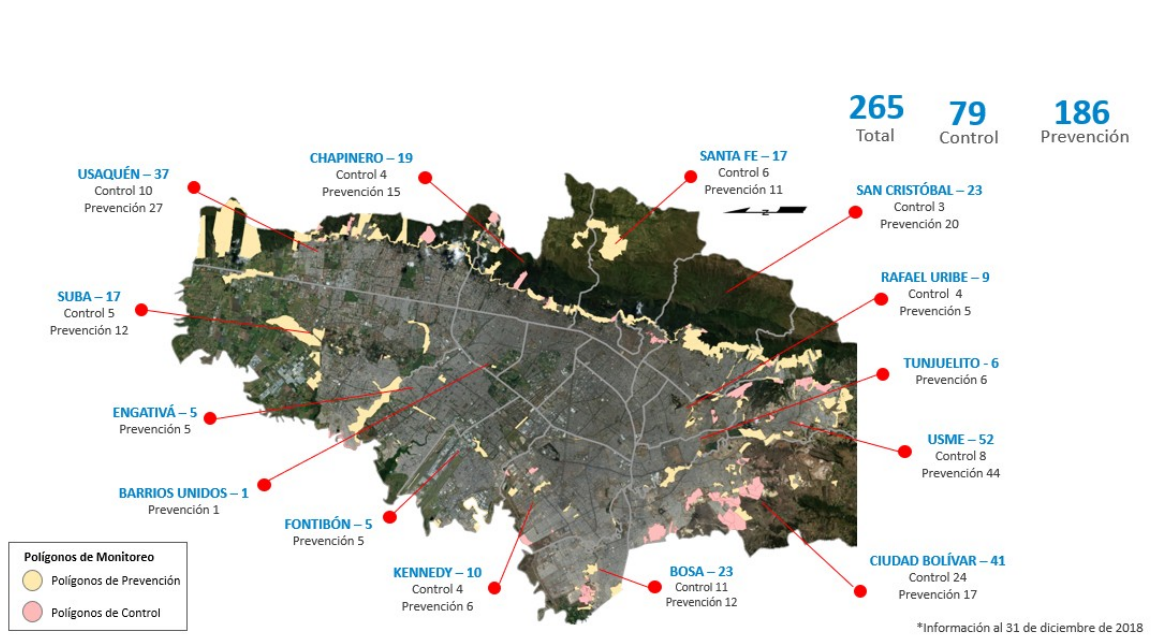 265
Total
79
Control
186
Prevención
USAQUÉN – 37
Control 10
Prevención 27
CHAPINERO – 19
Control 4
Prevención 15
SANTA FE – 17
Control 6
Prevención 11
SAN CRISTÓBAL – 23
Control 3
Prevención 20
N
SUBA – 17
Control 5
Prevención 12
RAFAEL URIBE – 9
Control 4
Prevención 5
TUNJUELITO - 6
Prevención 6
ENGATIVÁ – 5
Prevención 5
USME – 52
Control 8
Prevención 44
BARRIOS UNIDOS – 1
Prevención 1
FONTIBÓN – 5
Prevención 5
KENNEDY – 10
Control 4
Prevención 6
BOSA – 23
Control 11
Prevención 12
CIUDAD BOLÍVAR – 41
Control 24
Prevención 17
Polígonos de Monitoreo
Polígonos de Prevención
Polígonos de Control
*Información al 31 de diciembre de 2018